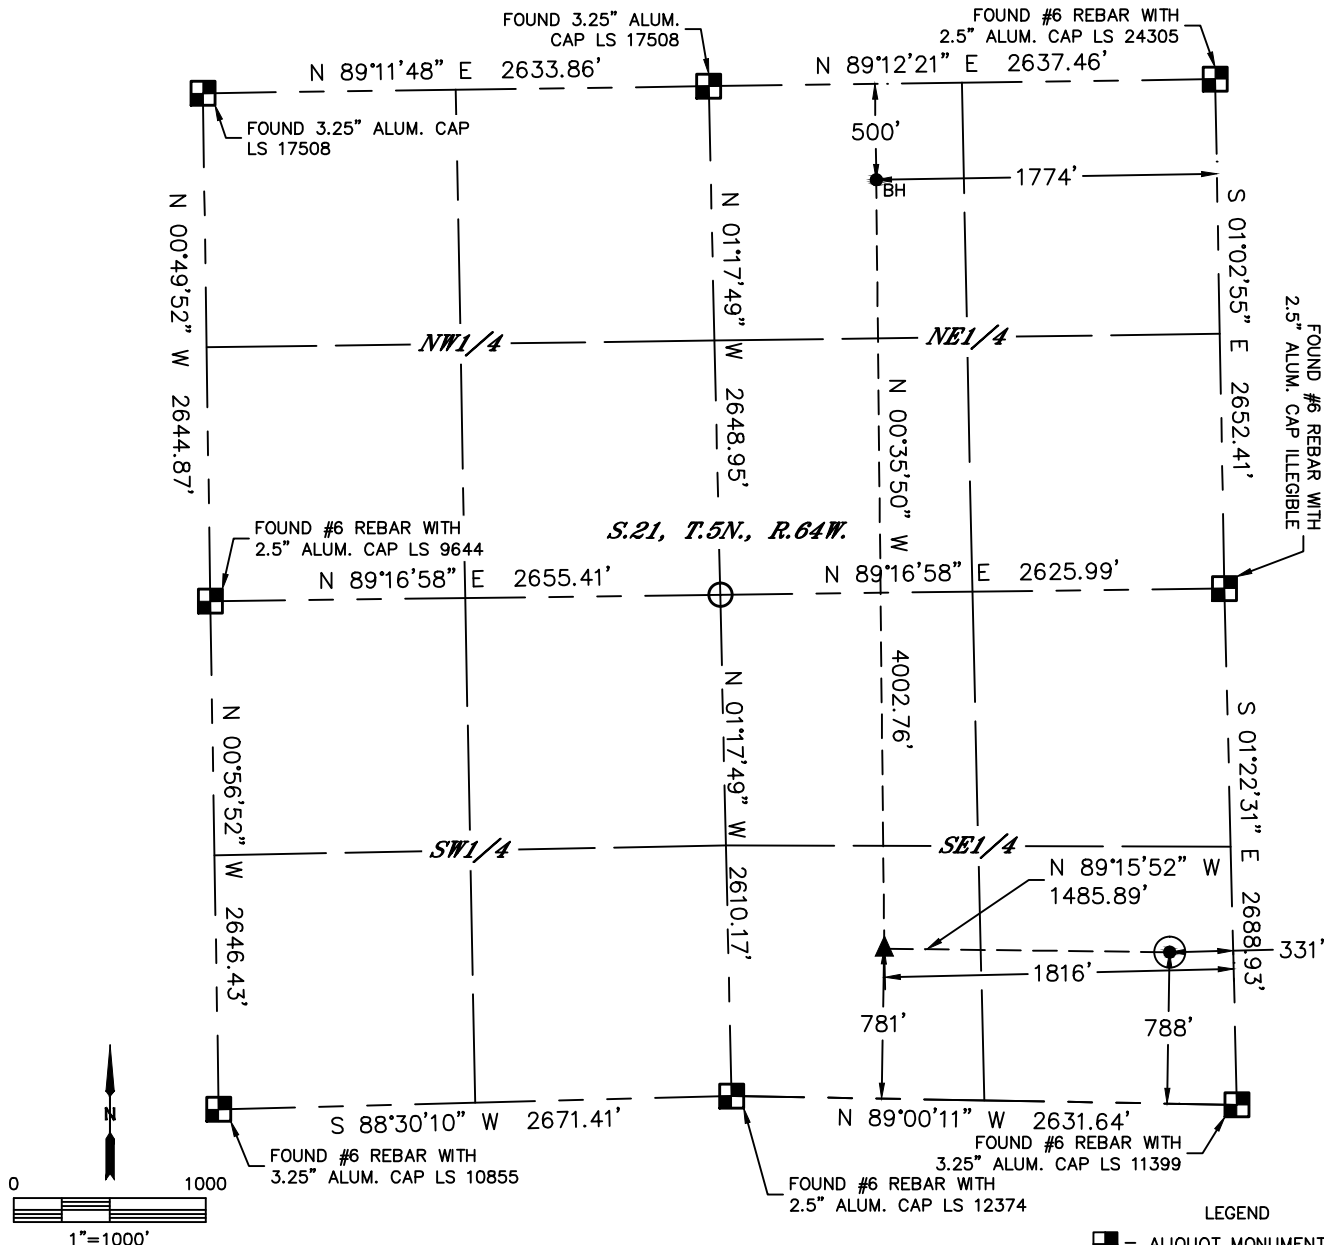 FOUND 3.25" ALUM.
CAP LS 17508
FOUND #6 REBAR WITH
2.5" ALUM. CAP LS 24305
N 89°11'48" E 2633.86'
N 89°12'21" E 2637.46'
FOUND 3.25" ALUM. CAP
LS 17508
500'
1774'
BH
N 00°49'52" W 2644.87'
N 01°17'49" W 2648.95'
S 01°02'55" E 2652.41'
FOUND #6 REBAR WITH
2.5" ALUM. CAP ILLEGIBLE
NW1/4
NE1/4
N 00°35'50" W 4002.76'
FOUND #6 REBAR WITH
2.5" ALUM. CAP LS 9644
S.21, T.5N., R.64W.
N 89°16'58" E 2655.41'
N 89°16'58" E 2625.99'
N 00°56'52" W 2646.43'
N 01°17'49" W 2610.17'
S 01°22'31" E 2688.93'
SW1/4
SE1/4
N 89°15'52" W
1485.89'
331'
1816'
781'
788'
N
S 88°30'10" W 2671.41'
N 89°00'11" W 2631.64'
FOUND #6 REBAR WITH
3.25" ALUM. CAP LS 10855
FOUND #6 REBAR WITH
3.25" ALUM. CAP LS 11399
FOUND #6 REBAR WITH
2.5" ALUM. CAP LS 12374
0 1000
1"=1000'
LEGEND
= ALIQUOT MONUMENT